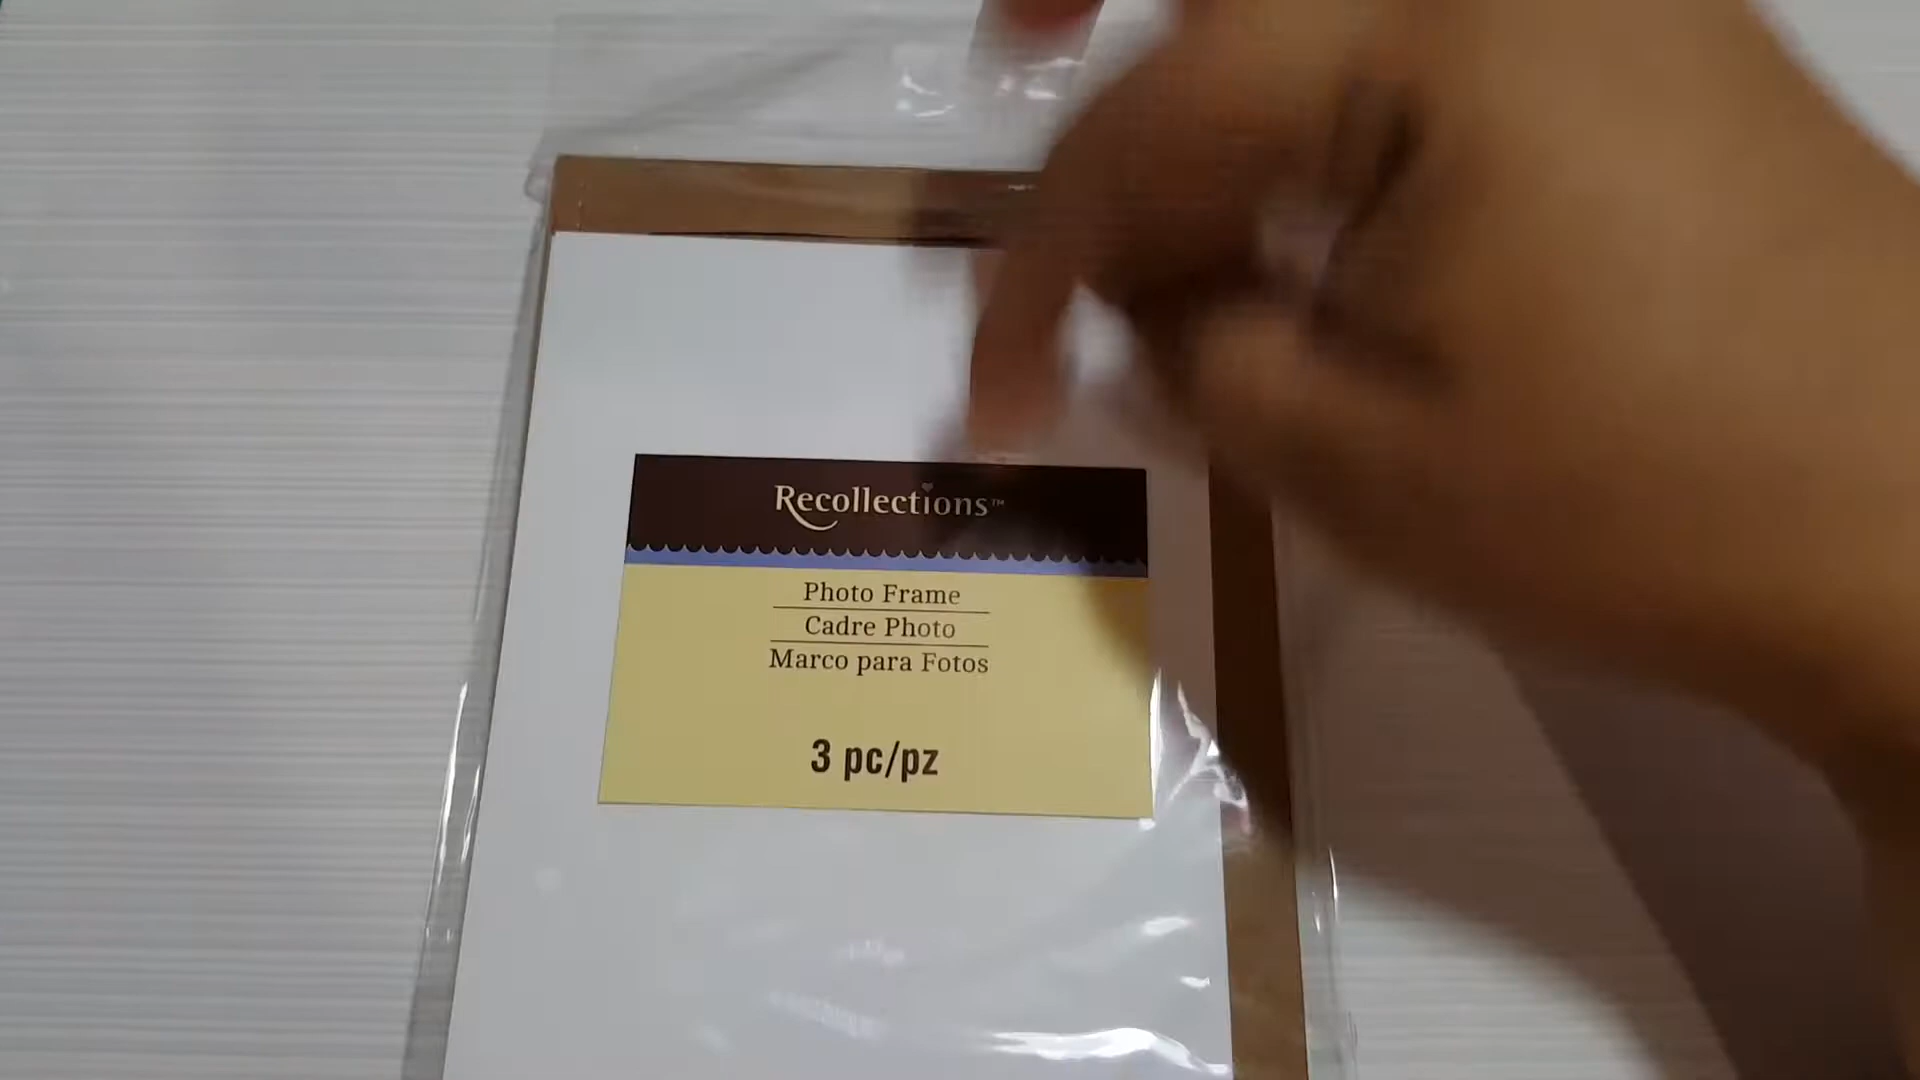 Recollections™
Photo Frame
Cadre Photo
Marco para Fotos
3 pc/pz